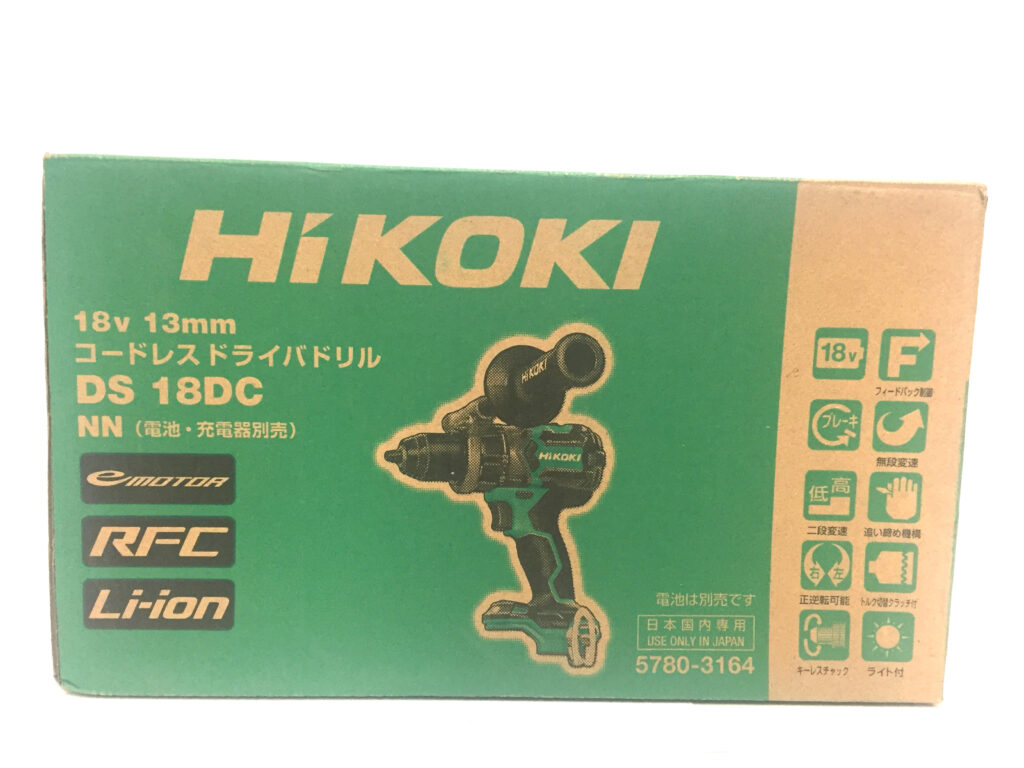 HiKOKI
18v 13mm
コードレスドライバドリル
DS 18DC
NN（電池・充電器別売）
e MOTOR
RFC
Li-ion
HiKOKI
HiKOKI
電池は別売です
日本国内専用
USE ONLY IN JAPAN
5780-3164
18v
F
フィードバック制御
ブレーキ
無段変速
低 高
二段変速
追い締め機構
右 左
正逆転可能
トルク切替クラッチ付
キーレスチャック
ライト付